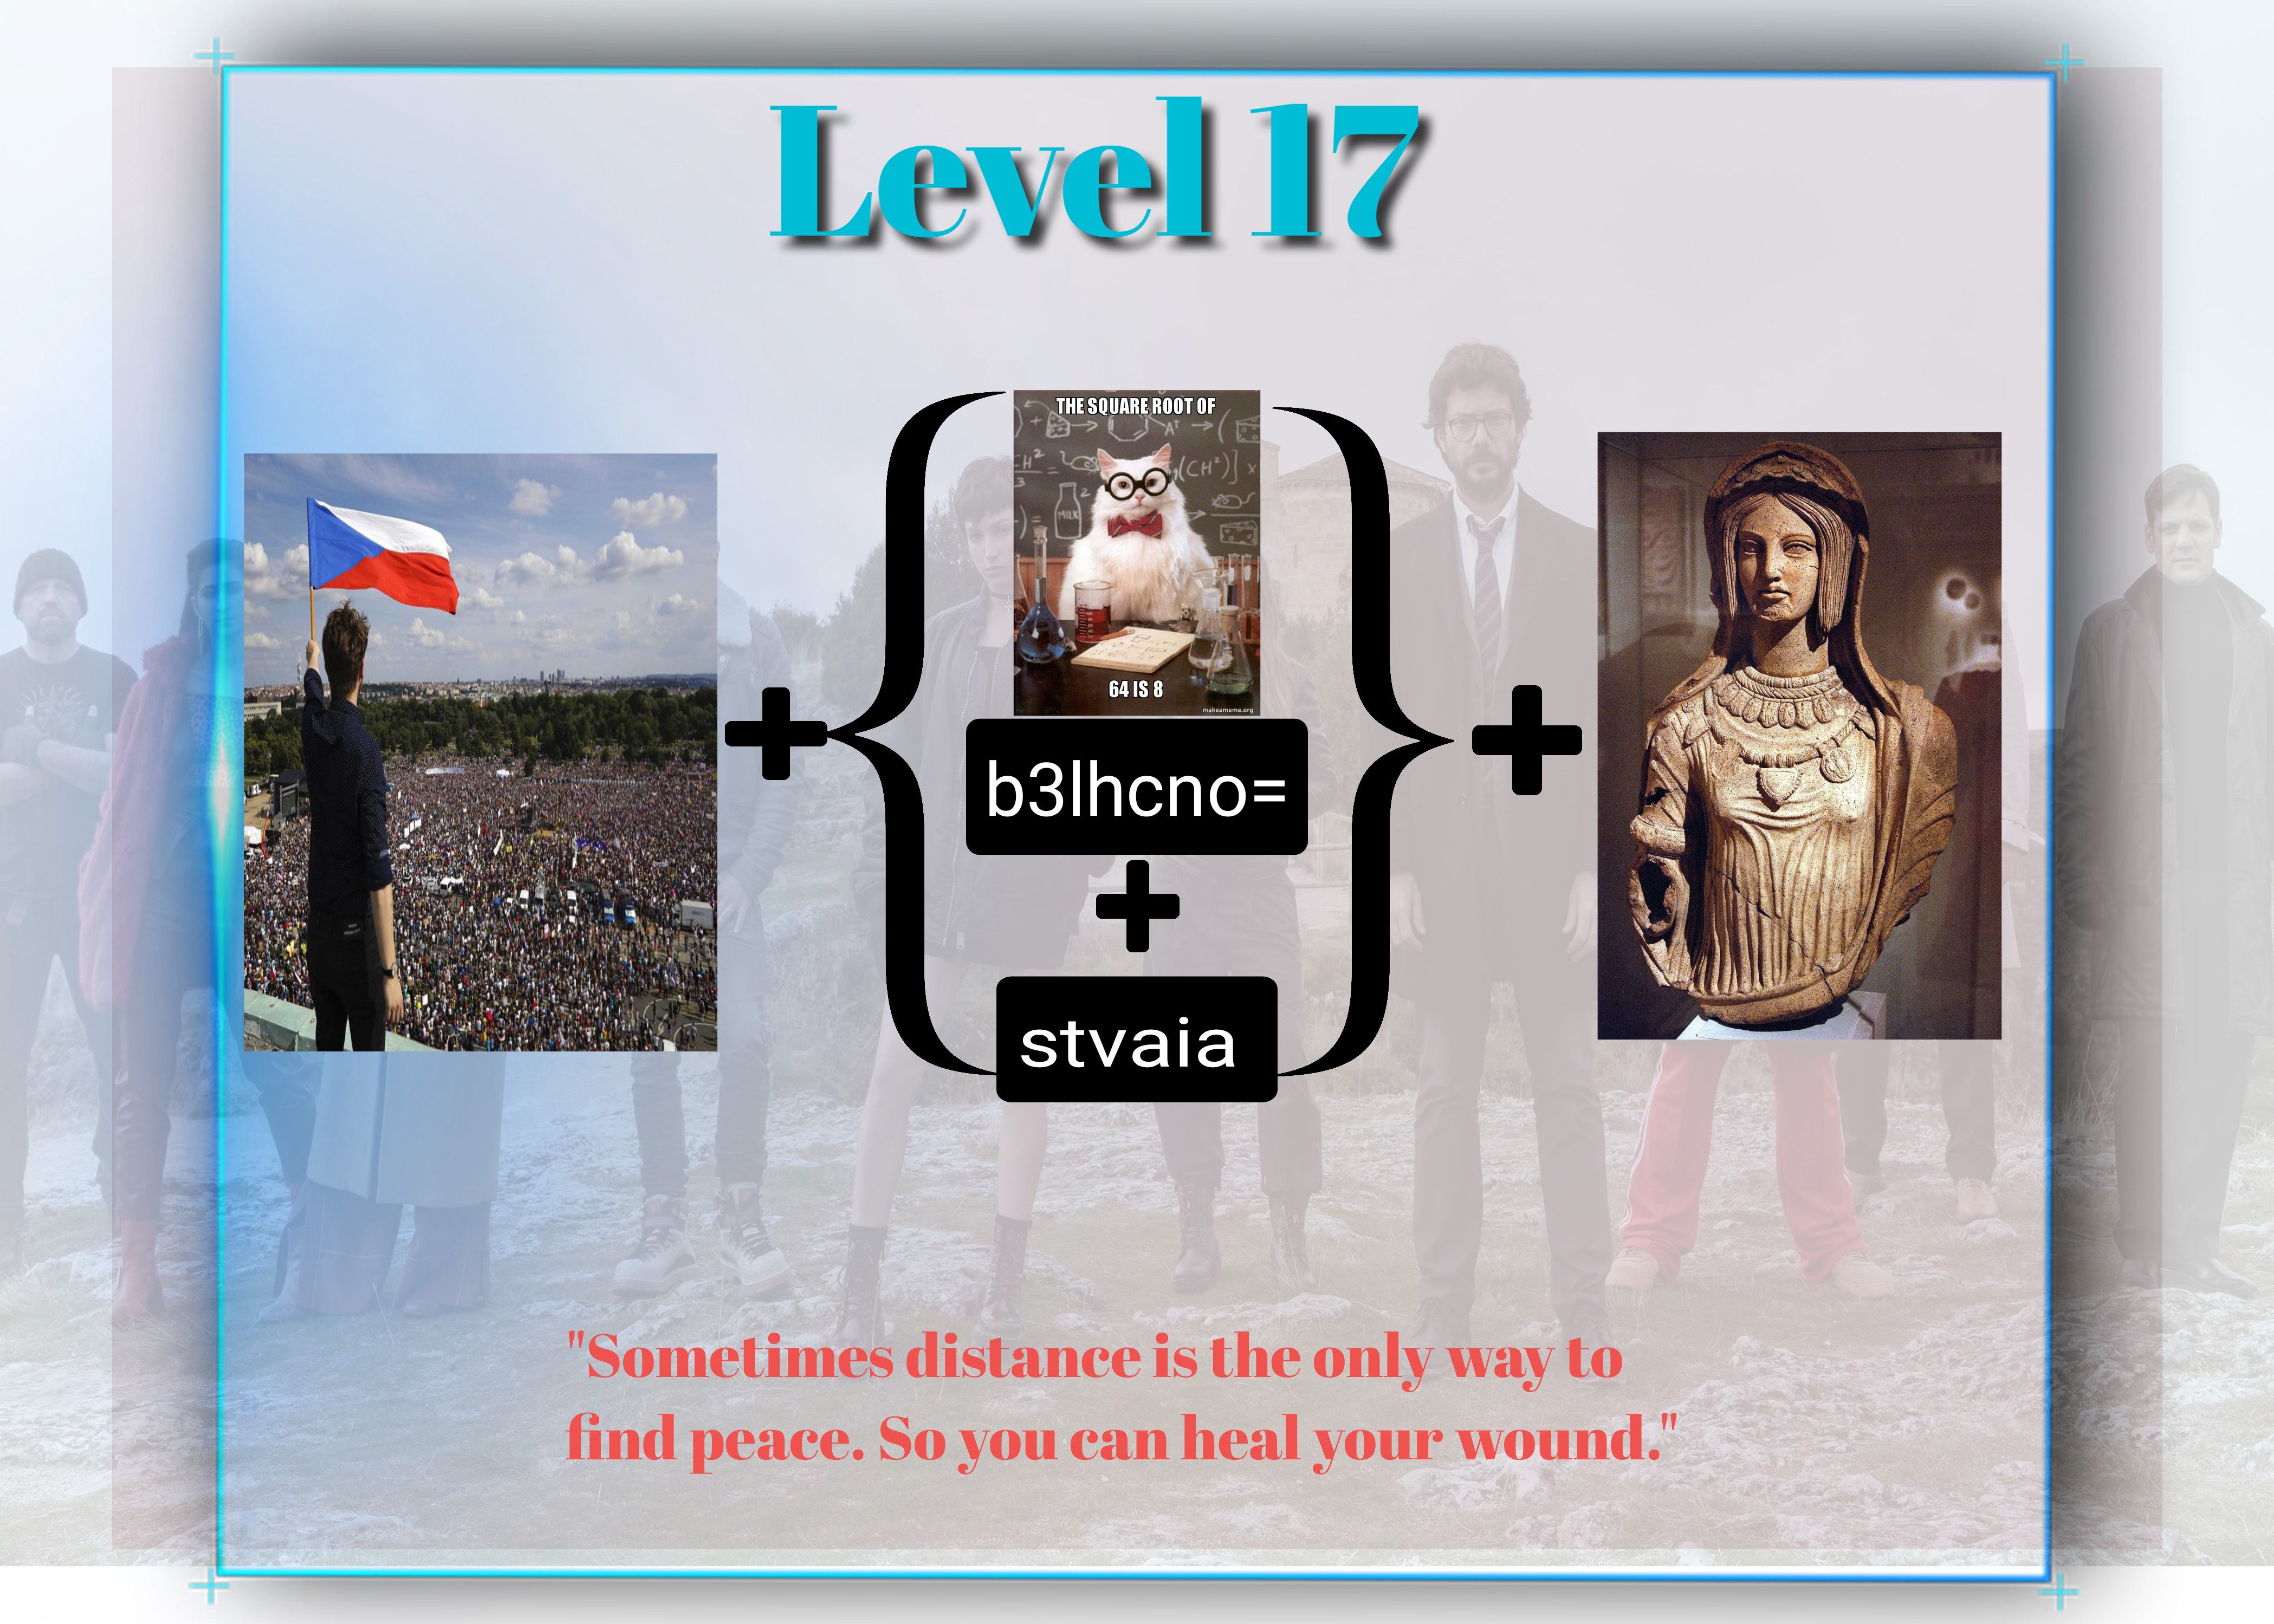 Level 17
THE SQUARE ROOT OF
64 IS 8
makeameme.org
b3lhcno=
stvaia
"Sometimes distance is the only way to
find peace. So you can heal your wound."